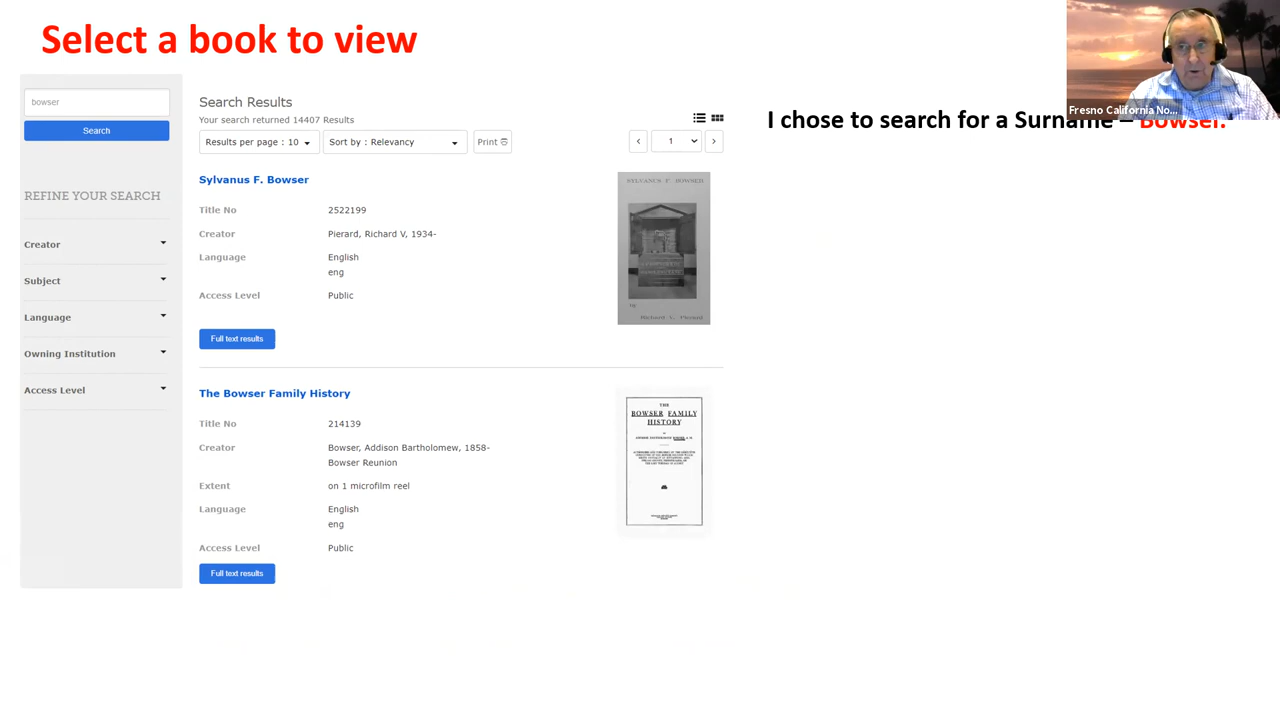 Select a book to view
Fresno California No...
I chose to search for a Surname – Bowser.
bowser
Search
REFINE YOUR SEARCH
Creator
Subject
Language
Owning Institution
Access Level
Search Results
Your search returned 14407 Results
Results per page : 10
Sort by : Relevancy
Print
1
Sylvanus F. Bowser
Title No 2522199
Creator Pierard, Richard V, 1934-
Language English
eng
Access Level Public
Full text results
SYLVANUS F BOWSER
by
Richard V. Pierard
The Bowser Family History
Title No 214139
Creator Bowser, Addison Bartholomew, 1858-
Bowser Reunion
Extent on 1 microfilm reel
Language English
eng
Access Level Public
Full text results
THE
BOWSER FAMILY
HISTORY